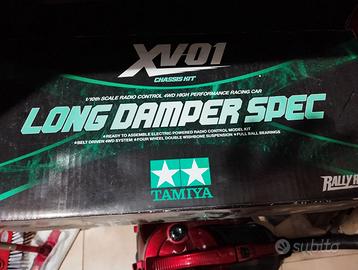 XV01
CHASSIS KIT
1/10th SCALE RADIO CONTROL 4WD HIGH PERFORMANCE RACING CAR
LONG DAMPER SPEC
• READY TO ASSEMBLE ELECTRIC POWERED RADIO CONTROL MODEL KIT
• BELT DRIVEN 4WD SYSTEM • FOUR WHEEL DOUBLE WISHBONE SUSPENSION • FULL BALL BEARINGS
TAMIYA
RALLY
subito